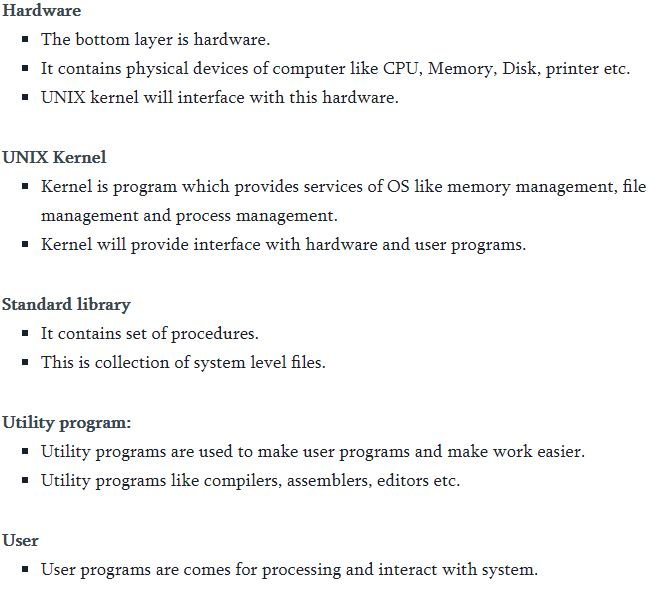 Hardware
▪ The bottom layer is hardware.
▪ It contains physical devices of computer like CPU, Memory, Disk, printer etc.
▪ UNIX kernel will interface with this hardware.
UNIX Kernel
▪ Kernel is program which provides services of OS like memory management, file
management and process management.
▪ Kernel will provide interface with hardware and user programs.
Standard library
▪ It contains set of procedures.
▪ This is collection of system level files.
Utility program:
▪ Utility programs are used to make user programs and make work easier.
▪ Utility programs like compilers, assemblers, editors etc.
User
▪ User programs are comes for processing and interact with system.